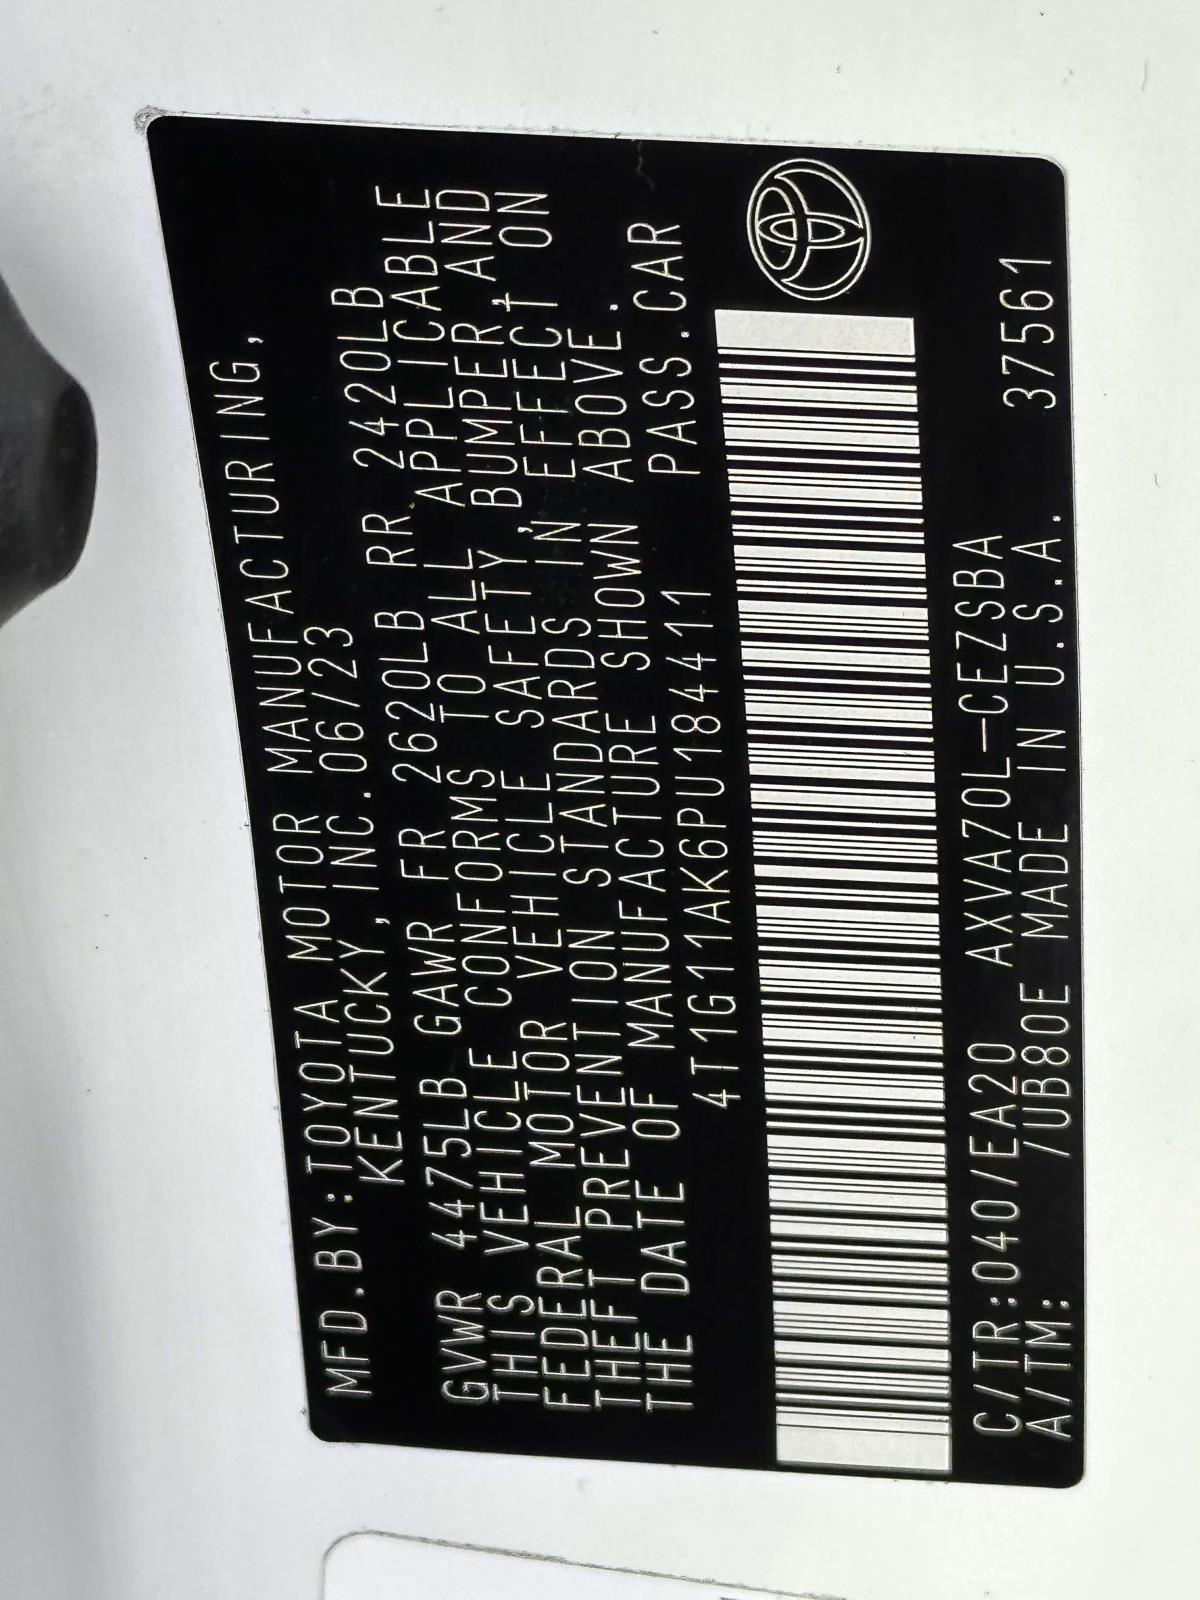 MFD.BY:TOYOTA MOTOR MANUFACTURING,
KENTUCKY, INC. 06/23
GVWR 4475LB GAWR FR 2620LB RR 2420LB
THIS VEHICLE CONFORMS TO ALL APPLICABLE
FEDERAL MOTOR VEHICLE SAFETY, BUMPER, AND
THEFT PREVENTION STANDARDS IN EFFECT ON
THE DATE OF MANUFACTURE SHOWN ABOVE.
4T1G11AK6PU184411 PASS.CAR
C/TR:040/EA20 AXVA70L-CEZSBA
A/TM: /UB80E MADE IN U.S.A. 37561